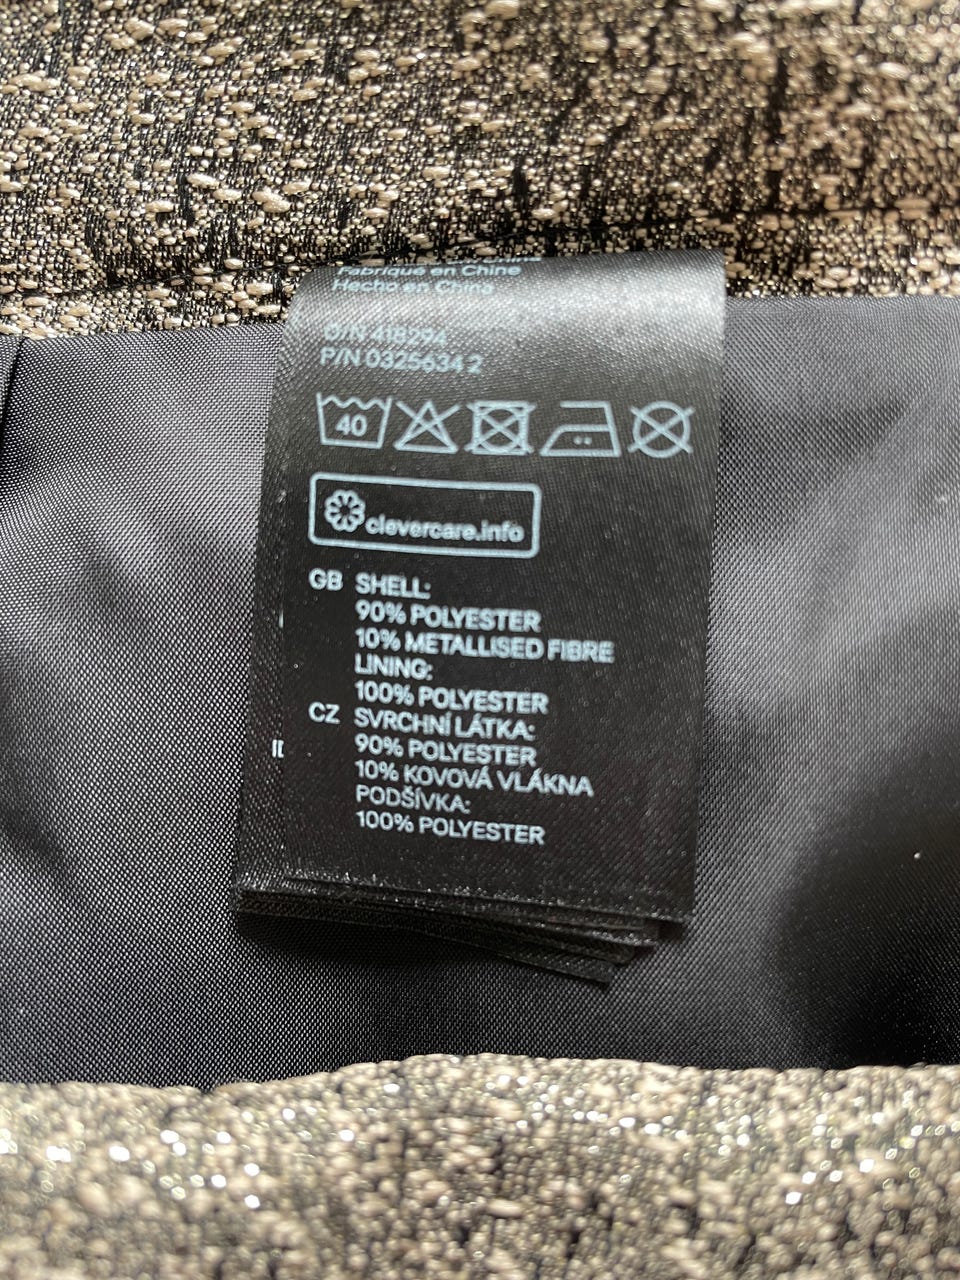 Fabriqué en Chine
Hecho en China
O/N 418294
P/N 0325634 2
40
clevercare.info
GB SHELL:
90% POLYESTER
10% METALLISED FIBRE
LINING:
100% POLYESTER
CZ SVRCHNÍ LÁTKA:
90% POLYESTER
10% KOVOVÁ VLÁKNA
PODŠÍVKA:
100% POLYESTER